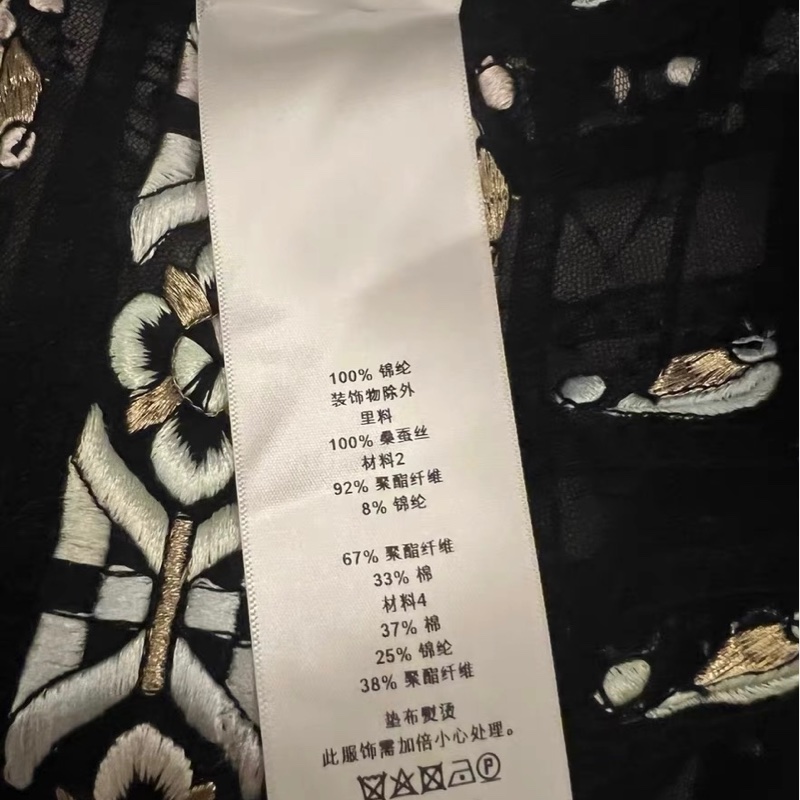 100% 锦纶
装饰物除外
里料
100% 桑蚕丝
材料2
92% 聚酯纤维
8% 锦纶
67% 聚酯纤维
33% 棉
材料4
37% 棉
25% 锦纶
38% 聚酯纤维
垫布熨烫
此服饰需加倍小心处理。
P